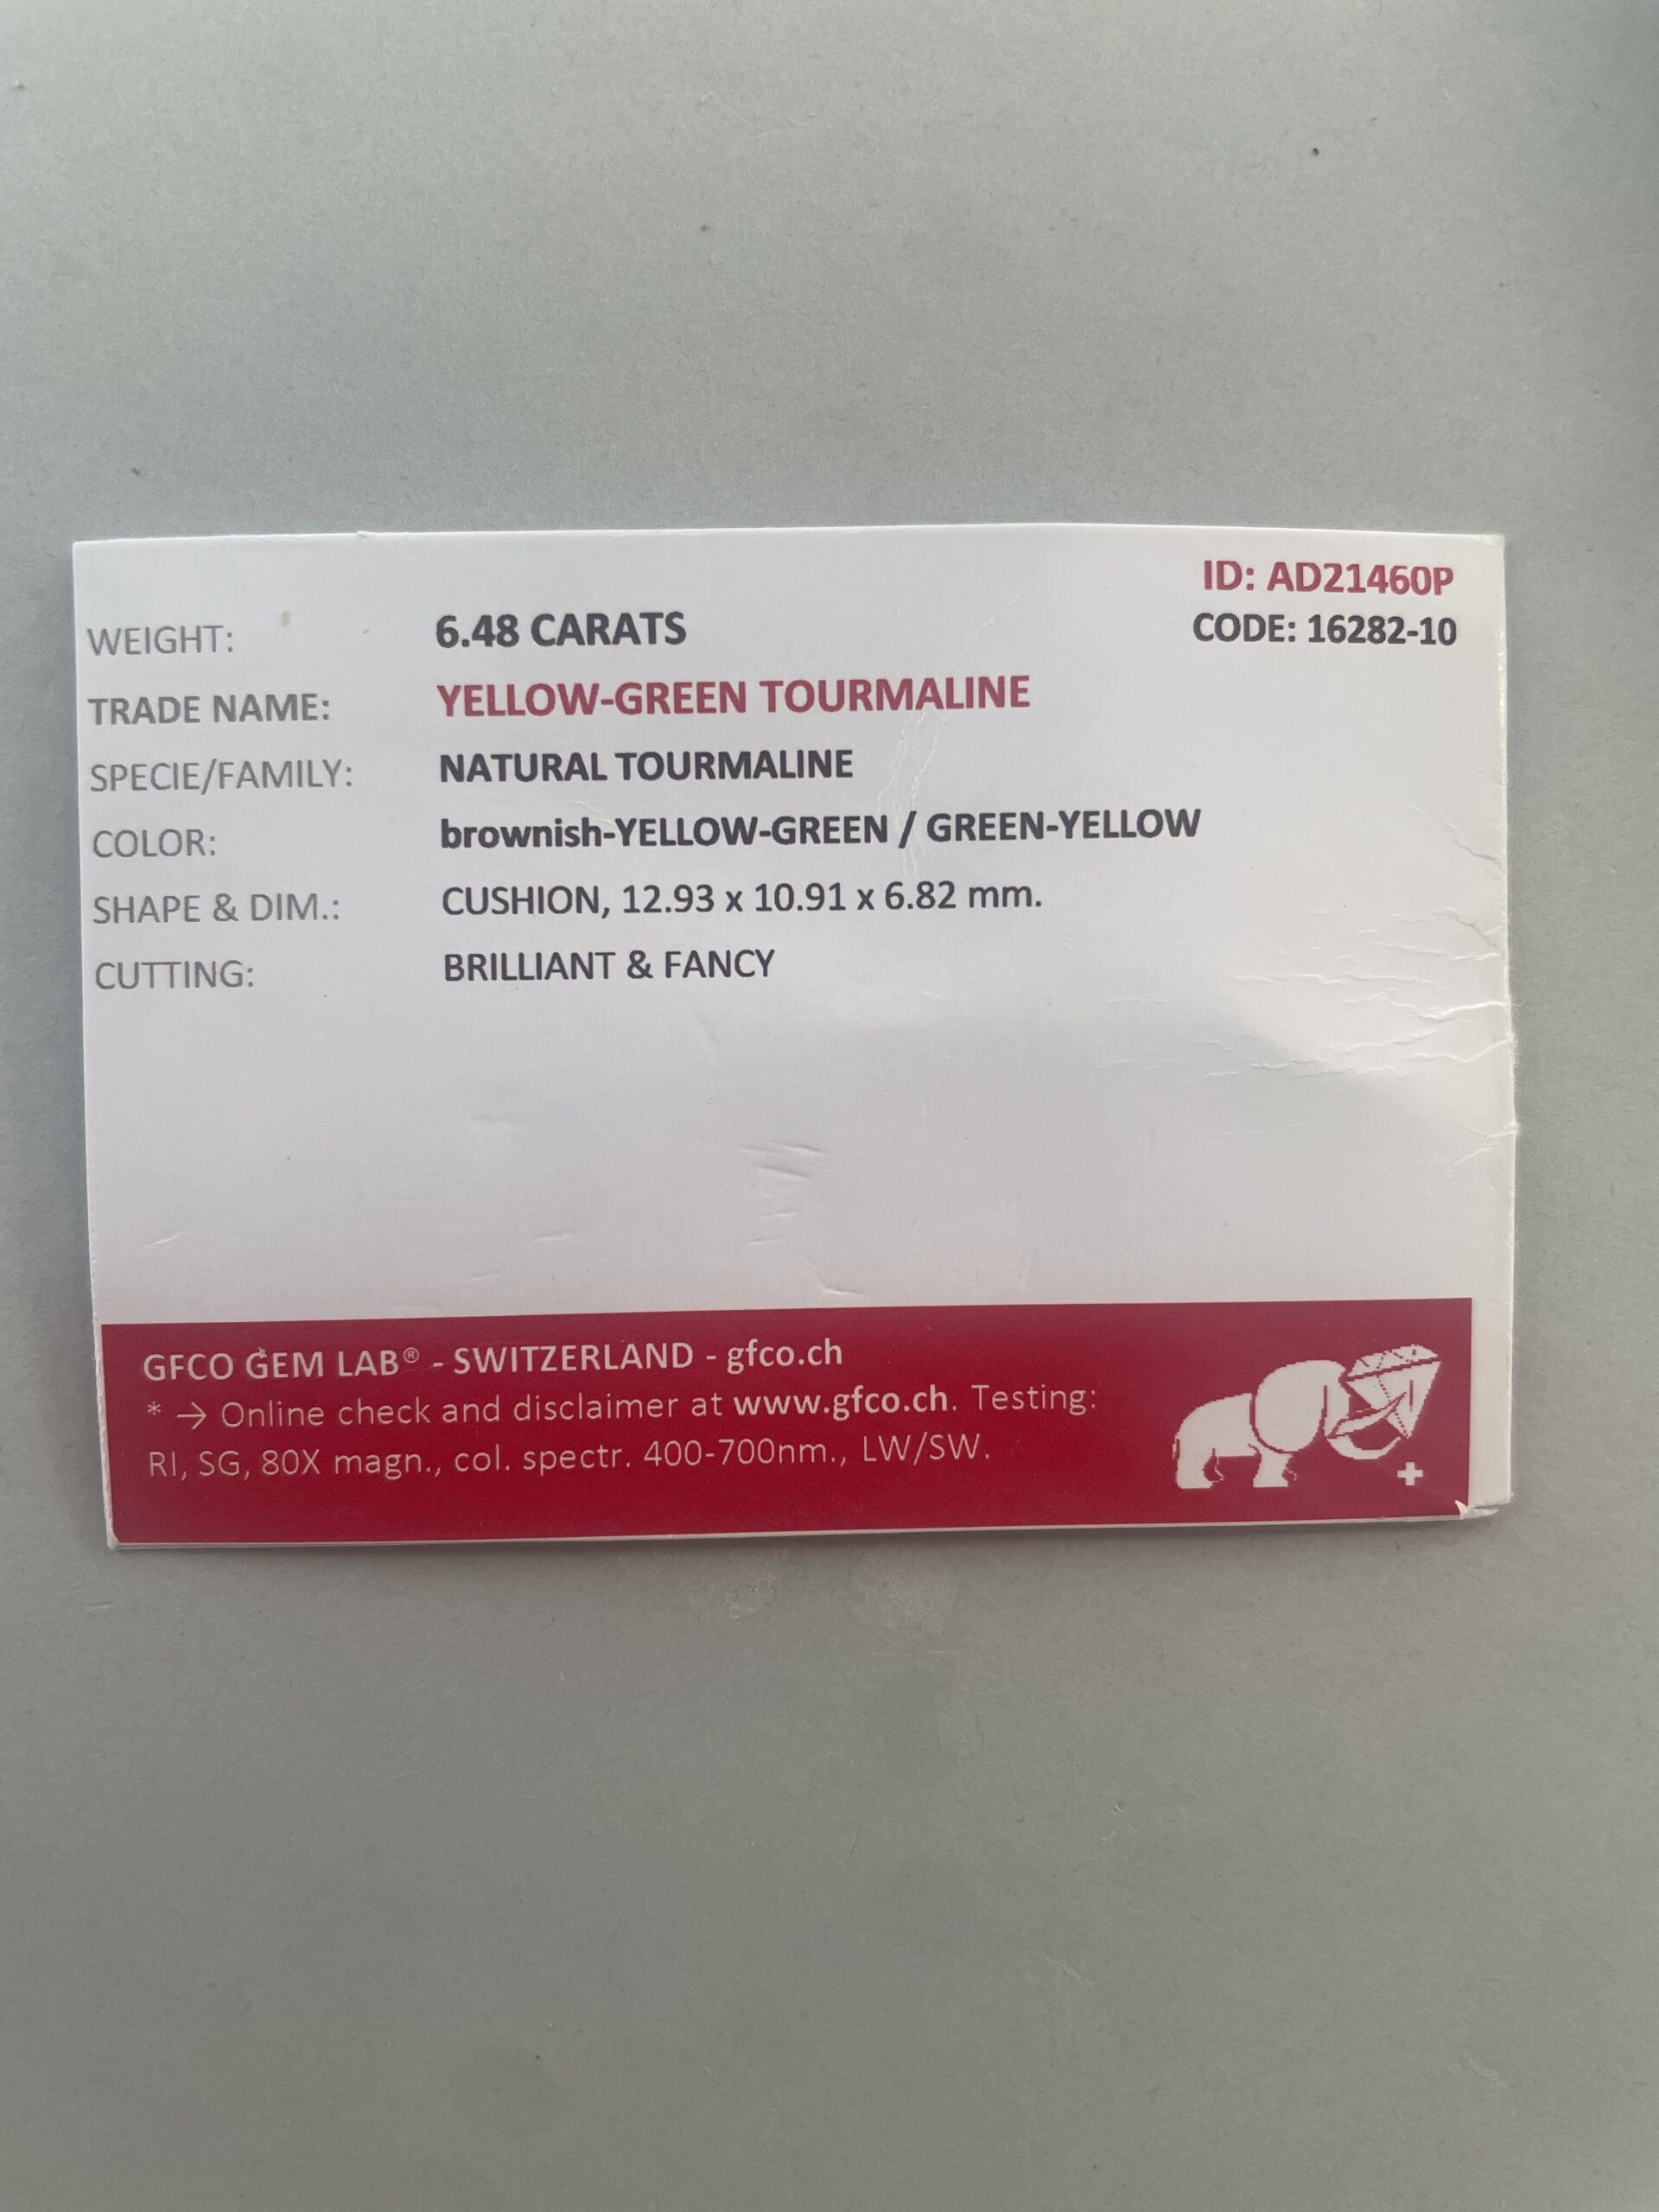 ID: AD21460P
WEIGHT: 6.48 CARATS CODE: 16282-10
TRADE NAME: YELLOW-GREEN TOURMALINE
SPECIE/FAMILY: NATURAL TOURMALINE
COLOR: brownish-YELLOW-GREEN / GREEN-YELLOW
SHAPE & DIM.: CUSHION, 12.93 x 10.91 x 6.82 mm.
CUTTING: BRILLIANT & FANCY
GFCO GEM LAB® - SWITZERLAND - gfco.ch
* → Online check and disclaimer at www.gfco.ch. Testing:
RI, SG, 80X magn., col. spectr. 400-700nm., LW/SW.